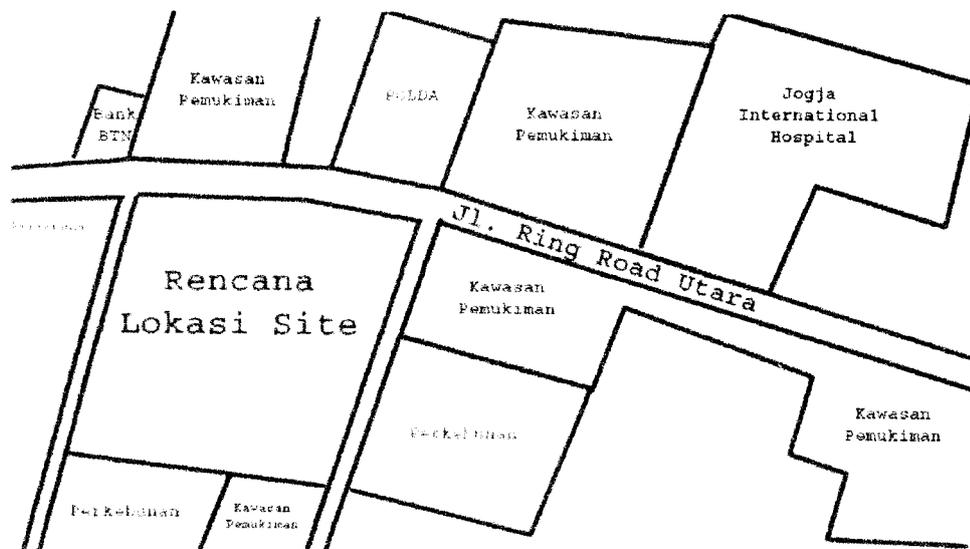 Kawasan
Pemukiman
POLDA
Bank
BTN
Kawasan
Pemukiman
Jogja
International
Hospital
Jl. Ring Road Utara
Rencana
Lokasi Site
Kawasan
Pemukiman
Perkebunan
Kawasan
Pemukiman
Perkebunan
Kawasan
Pemukiman